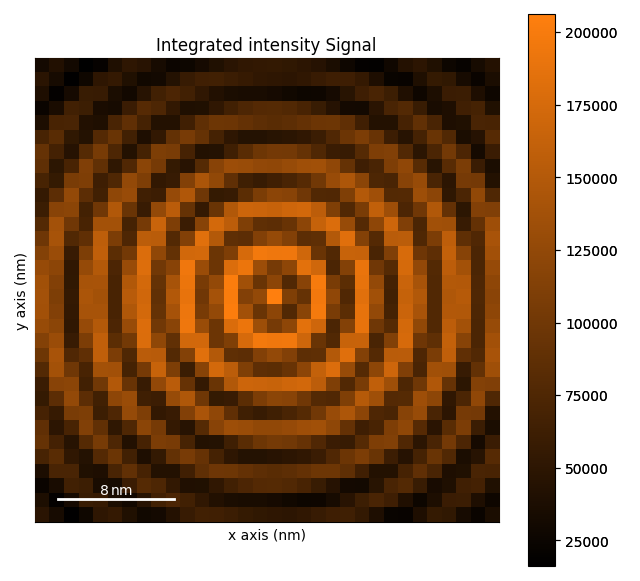 Integrated intensity Signal
y axis (nm)
8 nm
x axis (nm)
200000
175000
150000
125000
100000
75000
50000
25000